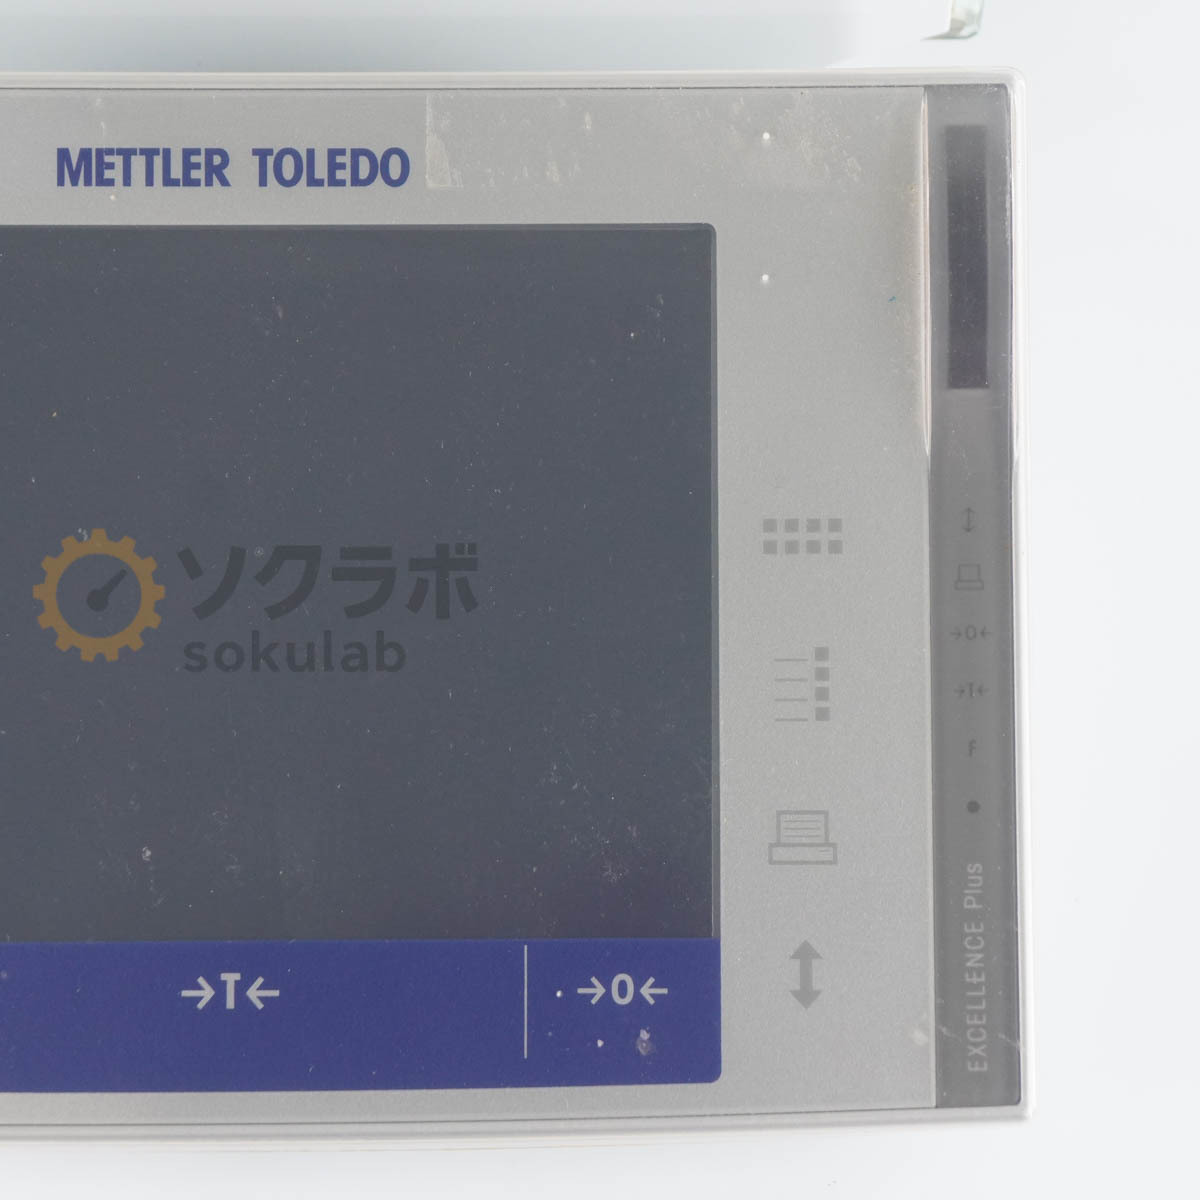 METTLER TOLEDO
ソクラボ
sokulab
→T←
→0←
→0←
→T←
F
EXCELLENCE Plus